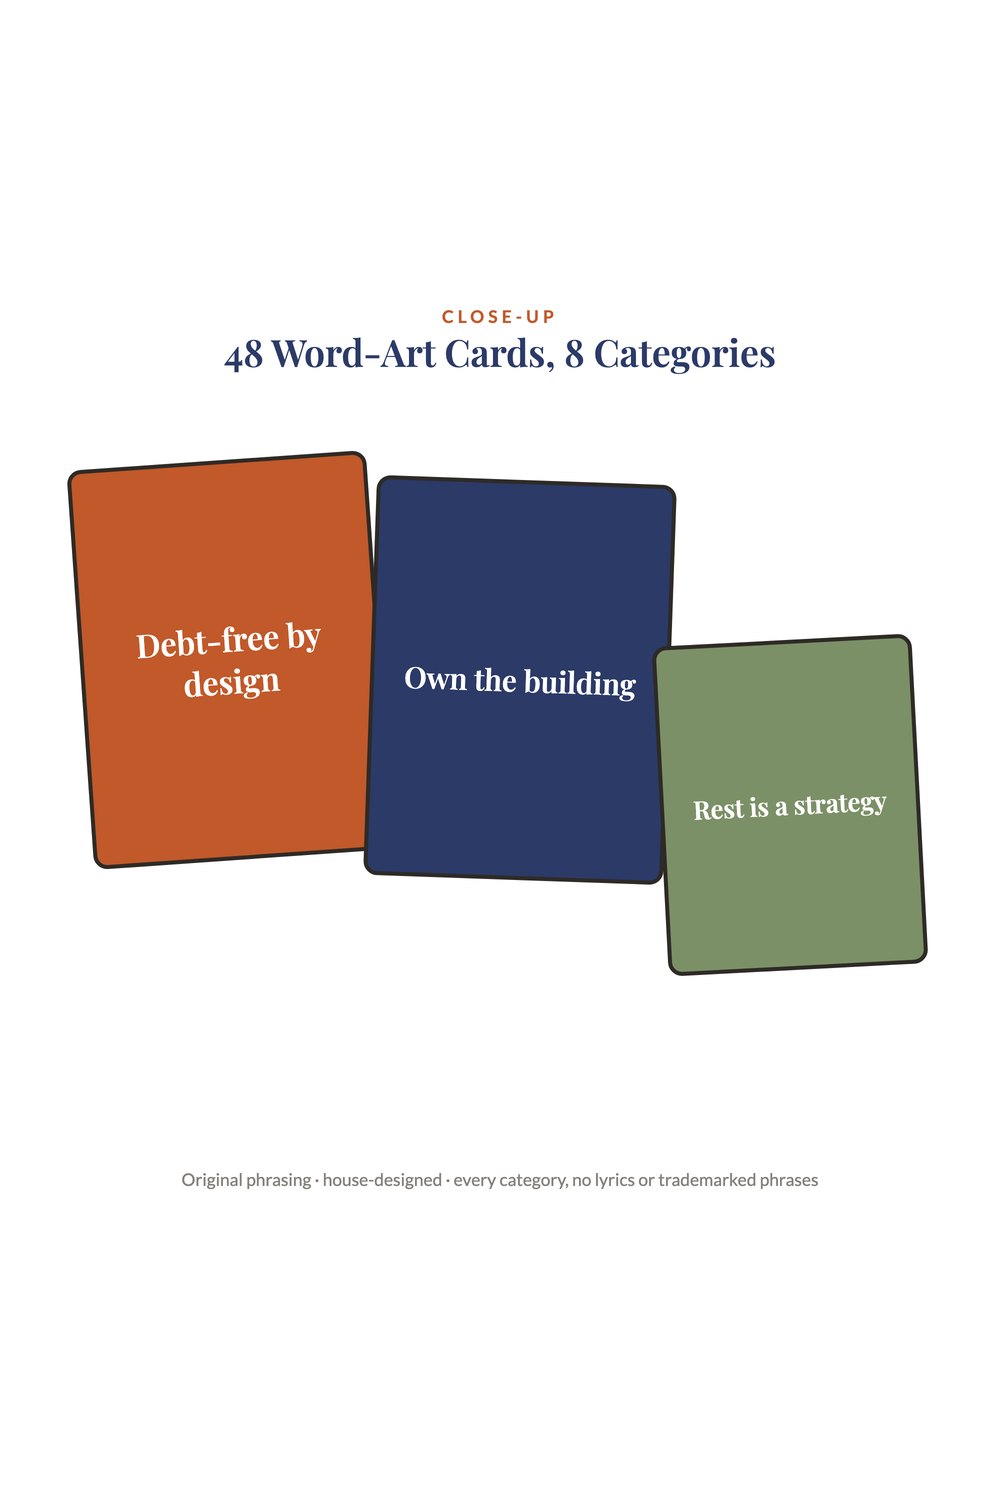 CLOSE-UP
48 Word-Art Cards, 8 Categories
Debt-free by
design
Own the building
Rest is a strategy
Original phrasing · house-designed · every category, no lyrics or trademarked phrases